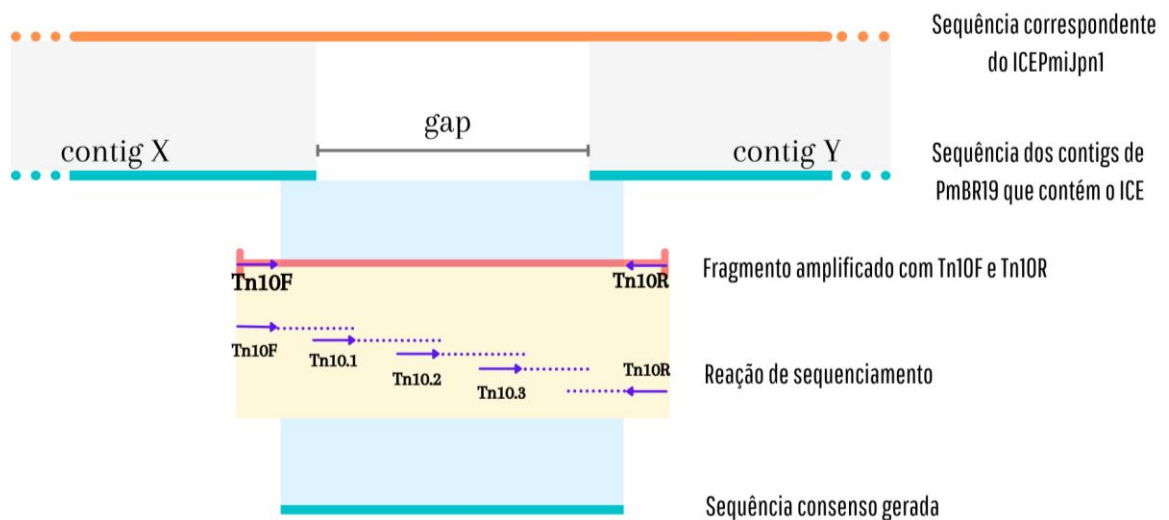 Sequência correspondente
do ICEPmiJpn1
gap
contig X
contig Y
Sequência dos contigs de
PmBR19 que contém o ICE
Tn10F
Tn10R
Fragmento amplificado com Tn10F e Tn10R
Tn10F
Tn10.1
Tn10.2
Tn10.3
Tn10R
Reação de sequenciamento
Sequência consenso gerada